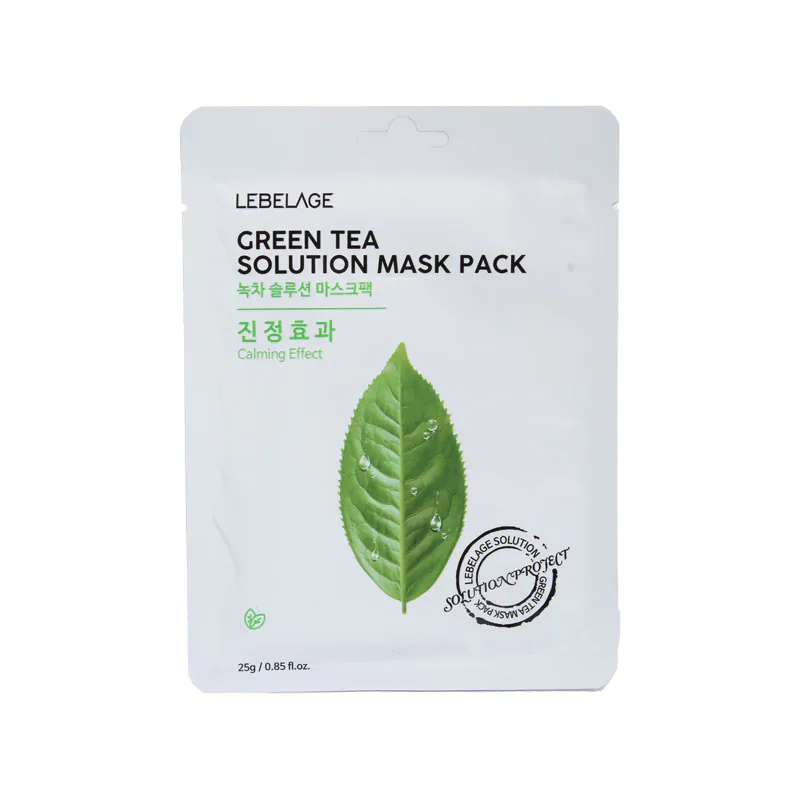 LEBELAGE
GREEN TEA
SOLUTION MASK PACK
녹차 솔루션 마스크팩
진정효과
Calming Effect
LEBELAGE SOLUTION
SOLUTION PROJECT
GREEN TEA MASK PACK
25g / 0.85 fl.oz.